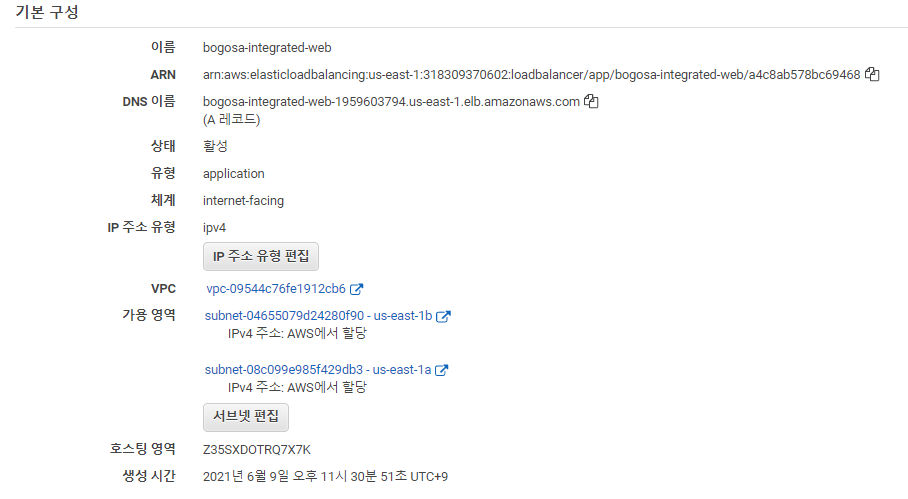 기본 구성
이름 bogosa-integrated-web
ARN arn:aws:elasticloadbalancing:us-east-1:318309370602:loadbalancer/app/bogosa-integrated-web/a4c8ab578bc69468
DNS 이름 bogosa-integrated-web-1959603794.us-east-1.elb.amazonaws.com
(A 레코드)
상태 활성
유형 application
체계 internet-facing
IP 주소 유형 ipv4
IP 주소 유형 편집
VPC vpc-09544c76fe1912cb6
가용 영역 subnet-04655079d24280f90 - us-east-1b
IPv4 주소: AWS에서 할당
subnet-08c099e985f429db3 - us-east-1a
IPv4 주소: AWS에서 할당
서브넷 편집
호스팅 영역 Z35SXDOTRQ7X7K
생성 시간 2021년 6월 9일 오후 11시 30분 51초 UTC+9